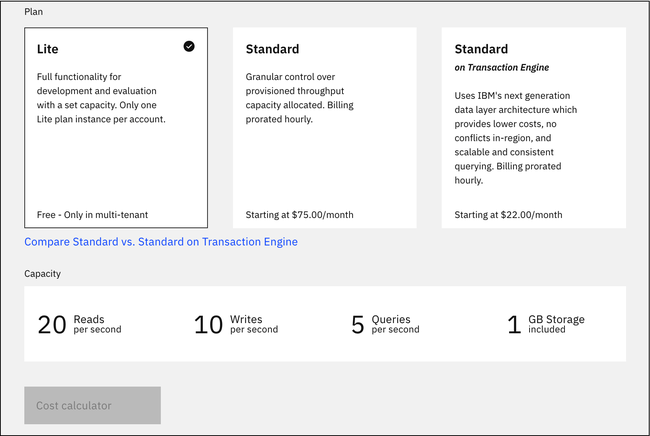 Plan
Lite
Full functionality for
development and evaluation
with a set capacity. Only one
Lite plan instance per account.
Free - Only in multi-tenant
Standard
Granular control over
provisioned throughput
capacity allocated. Billing
prorated hourly.
Starting at $75.00/month
Standard
on Transaction Engine
Uses IBM's next generation
data layer architecture which
provides lower costs, no
conflicts in-region, and
scalable and consistent
querying. Billing prorated
hourly.
Starting at $22.00/month
Compare Standard vs. Standard on Transaction Engine
Capacity
20 Reads
per second
10 Writes
per second
5 Queries
per second
1 GB Storage
included
Cost calculator